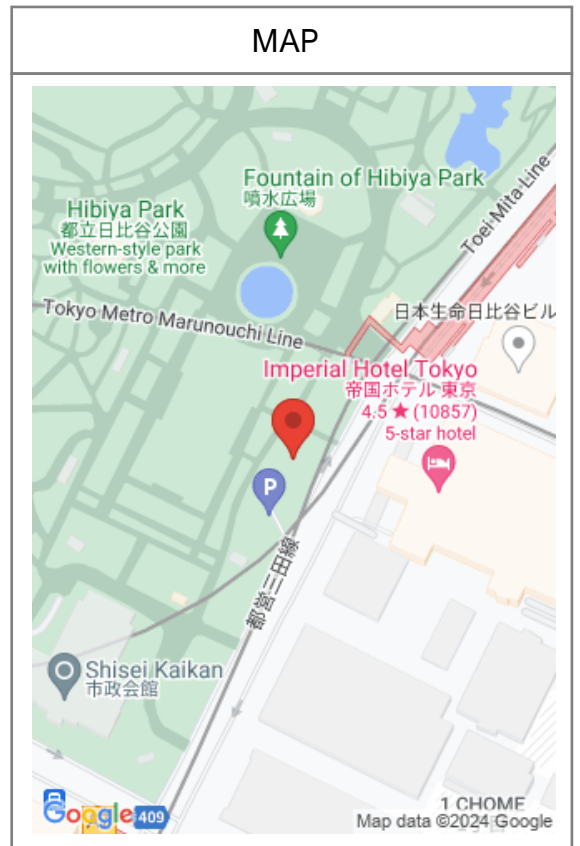 MAP
Fountain of Hibiya Park
噴水広場
Hibiya Park
都立日比谷公園
Western-style park
with flowers & more
Toei Mita Line
Tokyo Metro Marunouchi Line
日本生命日比谷ビル
Imperial Hotel Tokyo
帝国ホテル 東京
4.5 ★ (10857)
5-star hotel
P
都営三田線
Shisei Kaikan
市政会館
1 CHOME
Google
409
Map data ©2024 Google